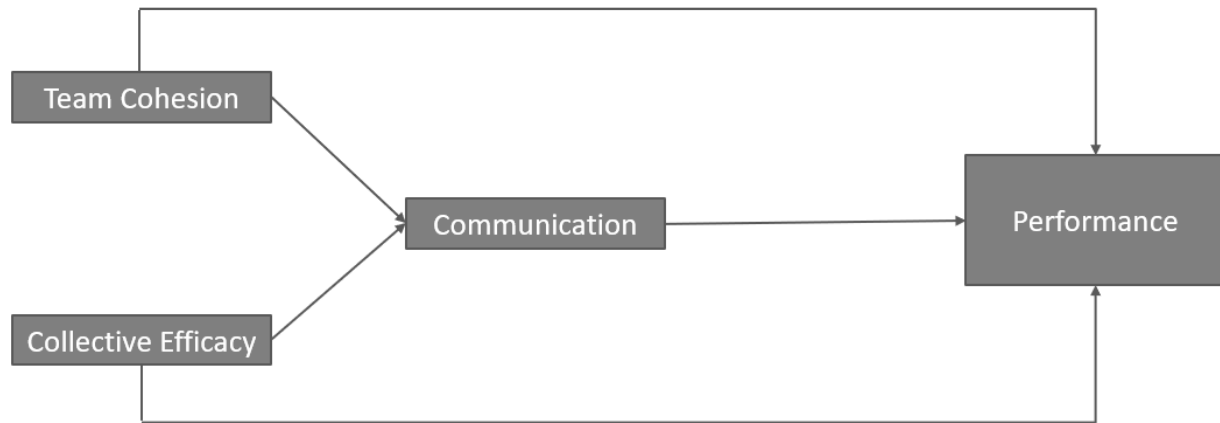 Team Cohesion
Communication
Performance
Collective Efficacy